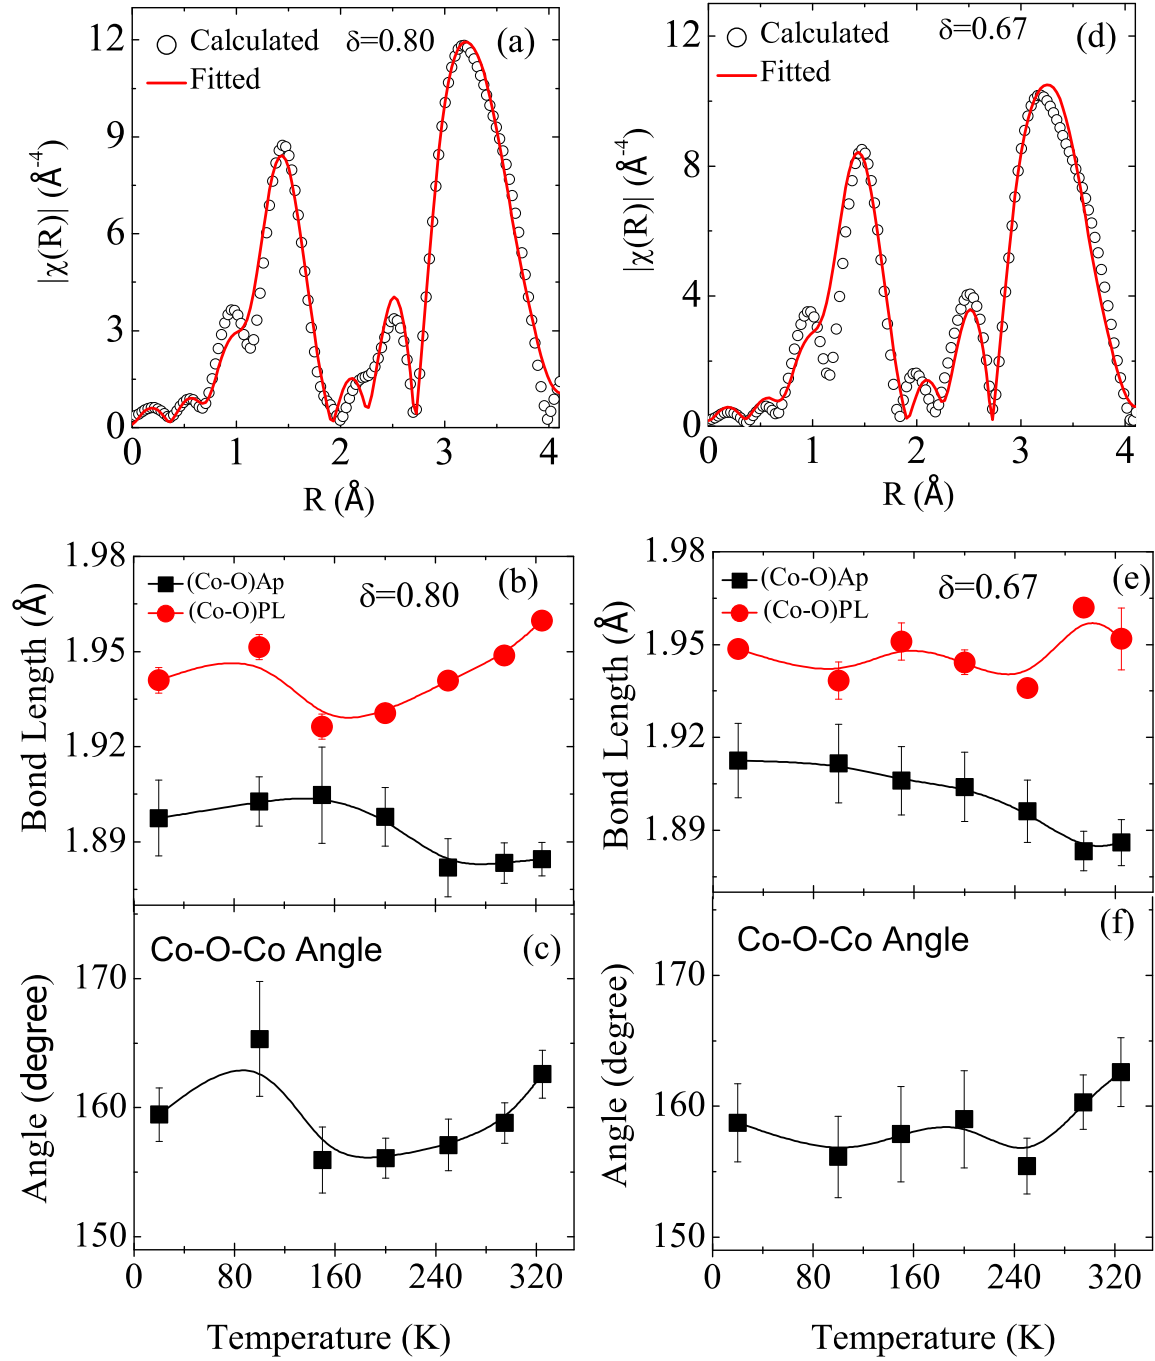 Calculated
Fitted
δ=0.80
(a)
12
9
6
3
0
|χ(R)| (Å-4)
0 1 2 3 4
R (Å)
Calculated
Fitted
δ=0.67
(d)
12
8
4
0
|χ(R)| (Å-4)
0 1 2 3 4
R (Å)
1.98
1.95
1.92
1.89
Bond Length (Å)
(Co-O)Ap
(Co-O)PL
δ=0.80
(b)
1.98
1.95
1.92
1.89
Bond Length (Å)
(Co-O)Ap
(Co-O)PL
δ=0.67
(e)
Co-O-Co Angle
(c)
170
160
150
Angle (degree)
0 80 160 240 320
Temperature (K)
Co-O-Co Angle
(f)
170
160
150
Angle (degree)
0 80 160 240 320
Temperature (K)